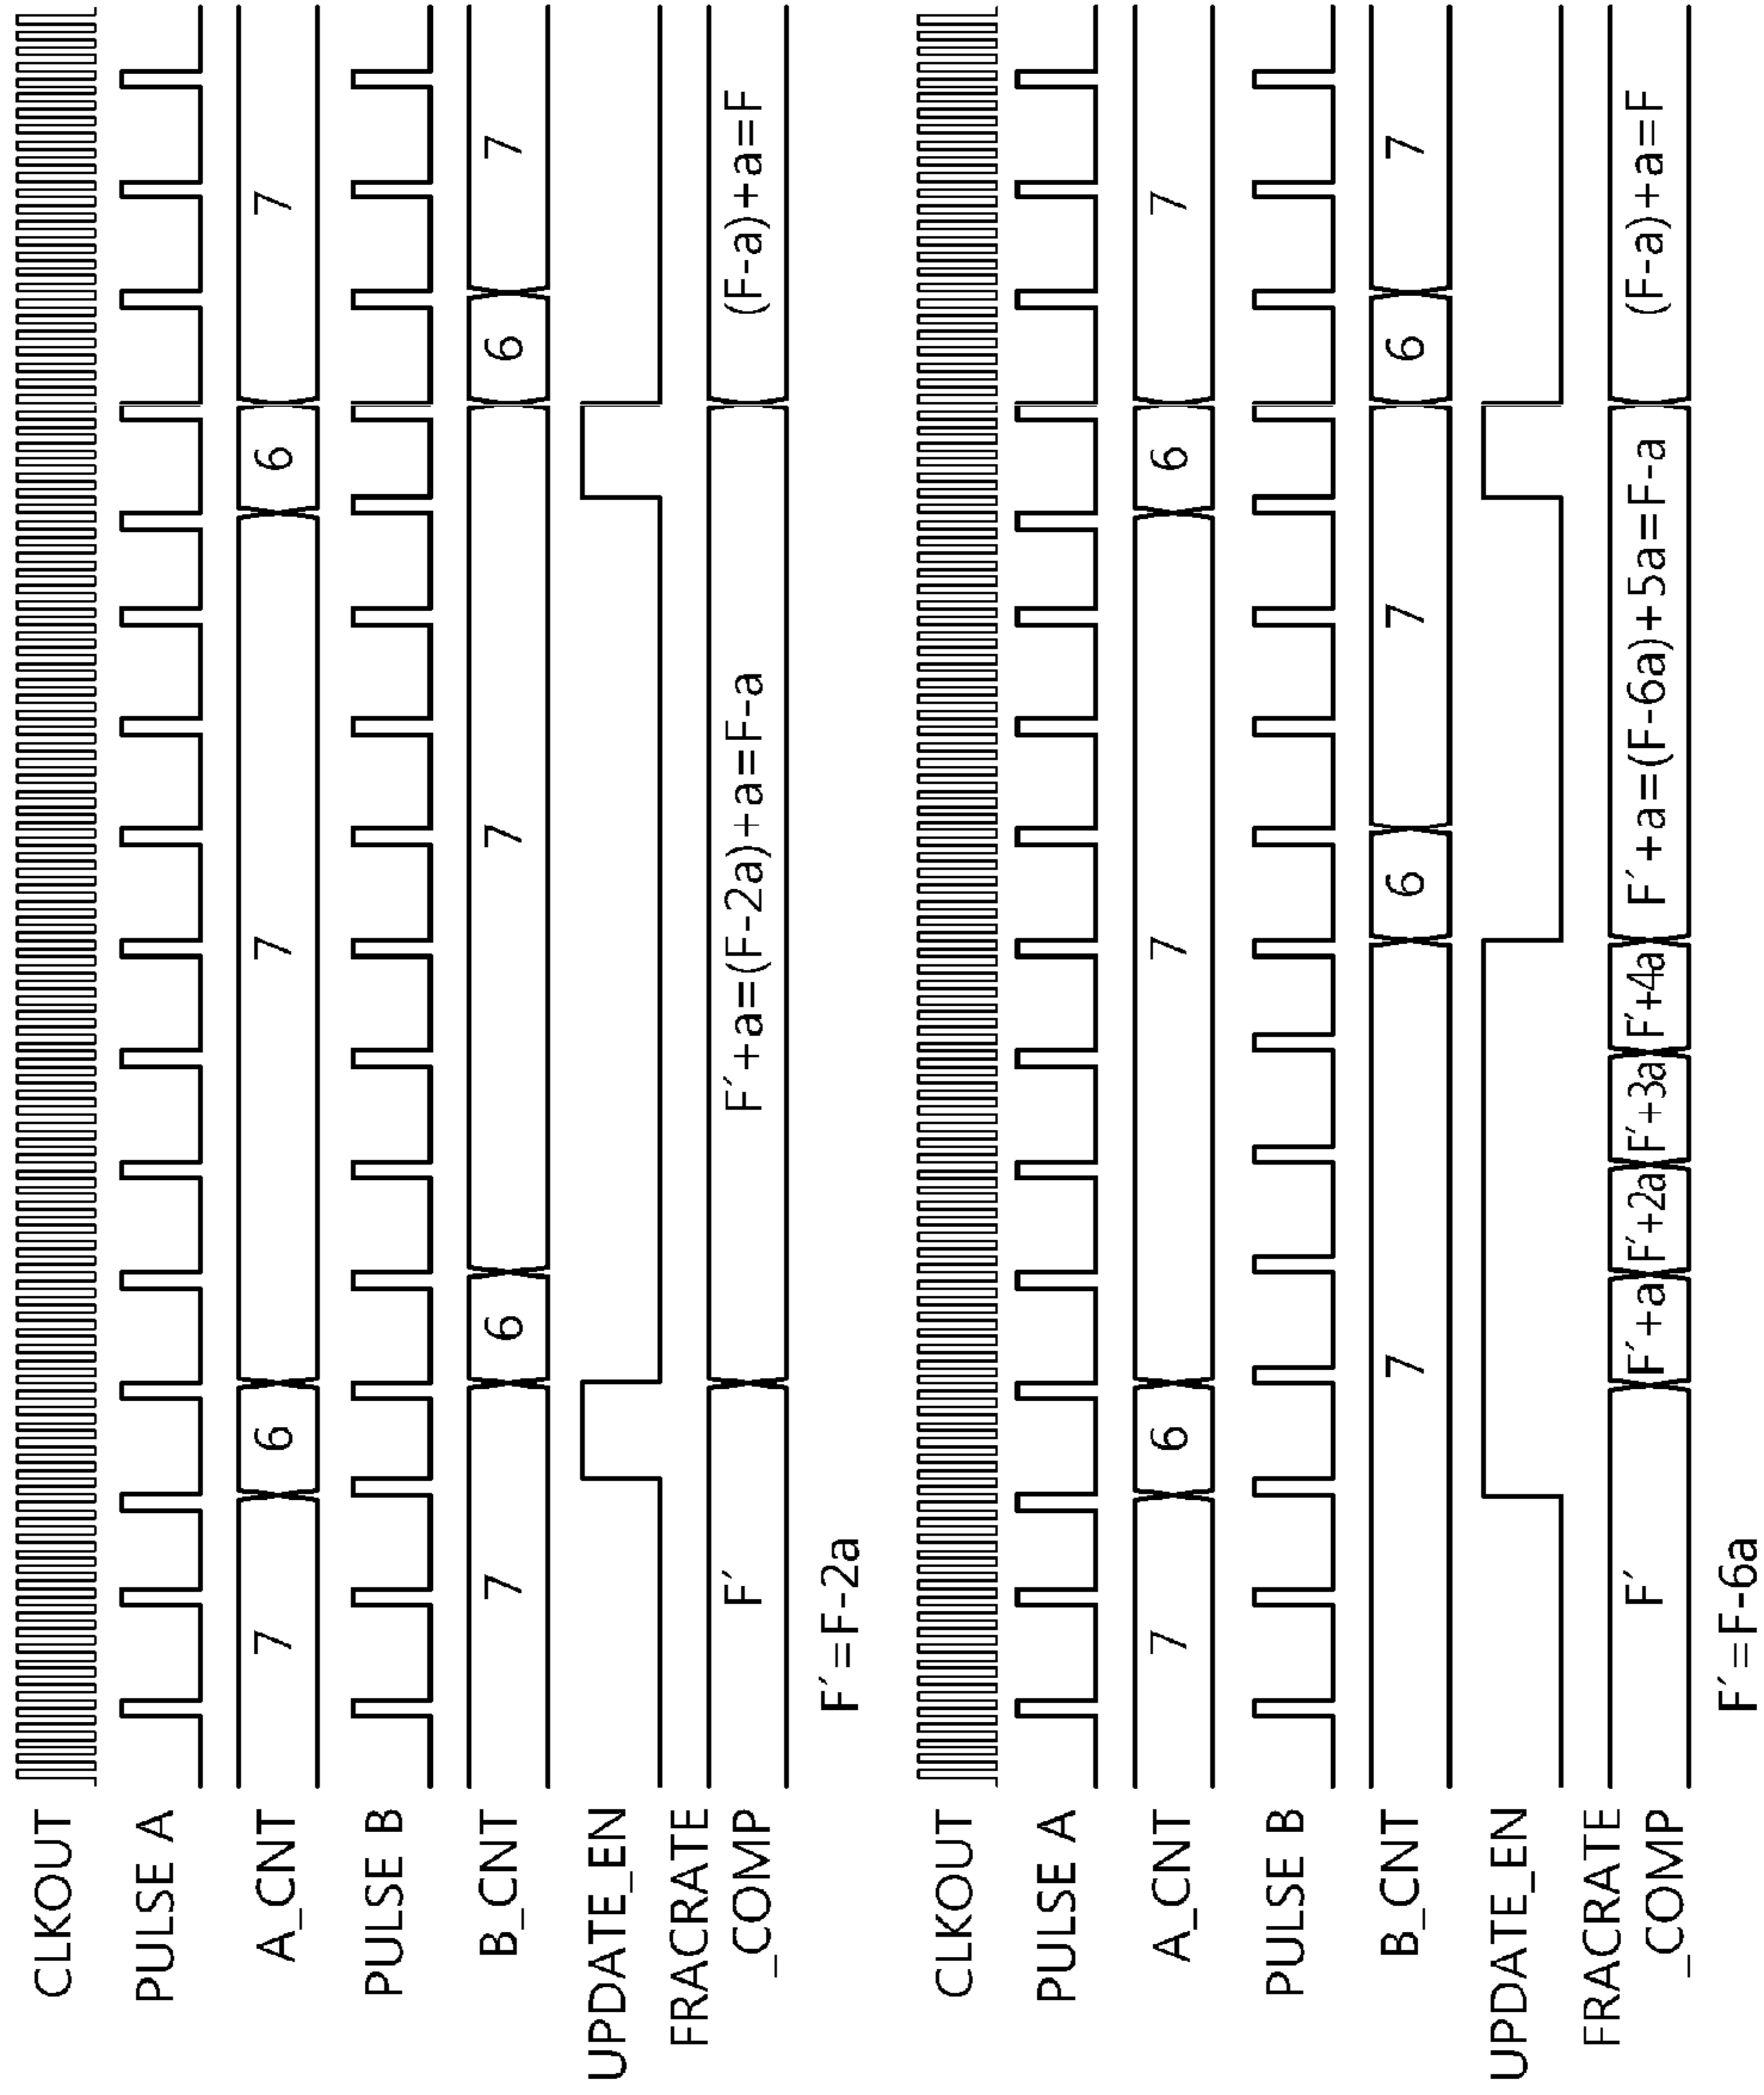 CLKOUT
PULSE A
A_CNT 7 6 7 6 7
PULSE B
B_CNT 7 6 7 6 7
UPDATE_EN
FRACRATE
_COMP F´ F´+a=(F-2a)+a=F-a (F-a)+a=F
F´=F-2a
CLKOUT
PULSE A
A_CNT 7 6 7 6 7
PULSE B
B_CNT 7 6 7 6 7
UPDATE_EN
FRACRATE
_COMP F´ F´+a F´+2a F´+3a F´+4a F´+a=(F-6a)+5a=F-a (F-a)+a=F
F´=F-6a